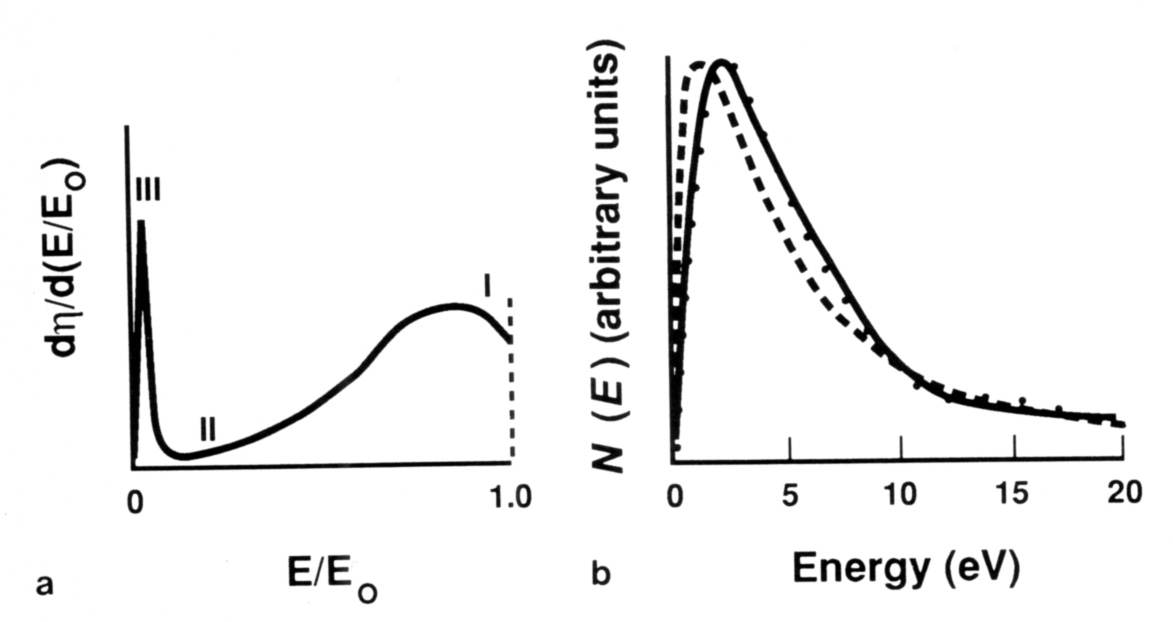 dη/d(E/E₀)
III
II
I
0
1.0
E/E₀
a
N (E) (arbitrary units)
0 5 10 15 20
Energy (eV)
b